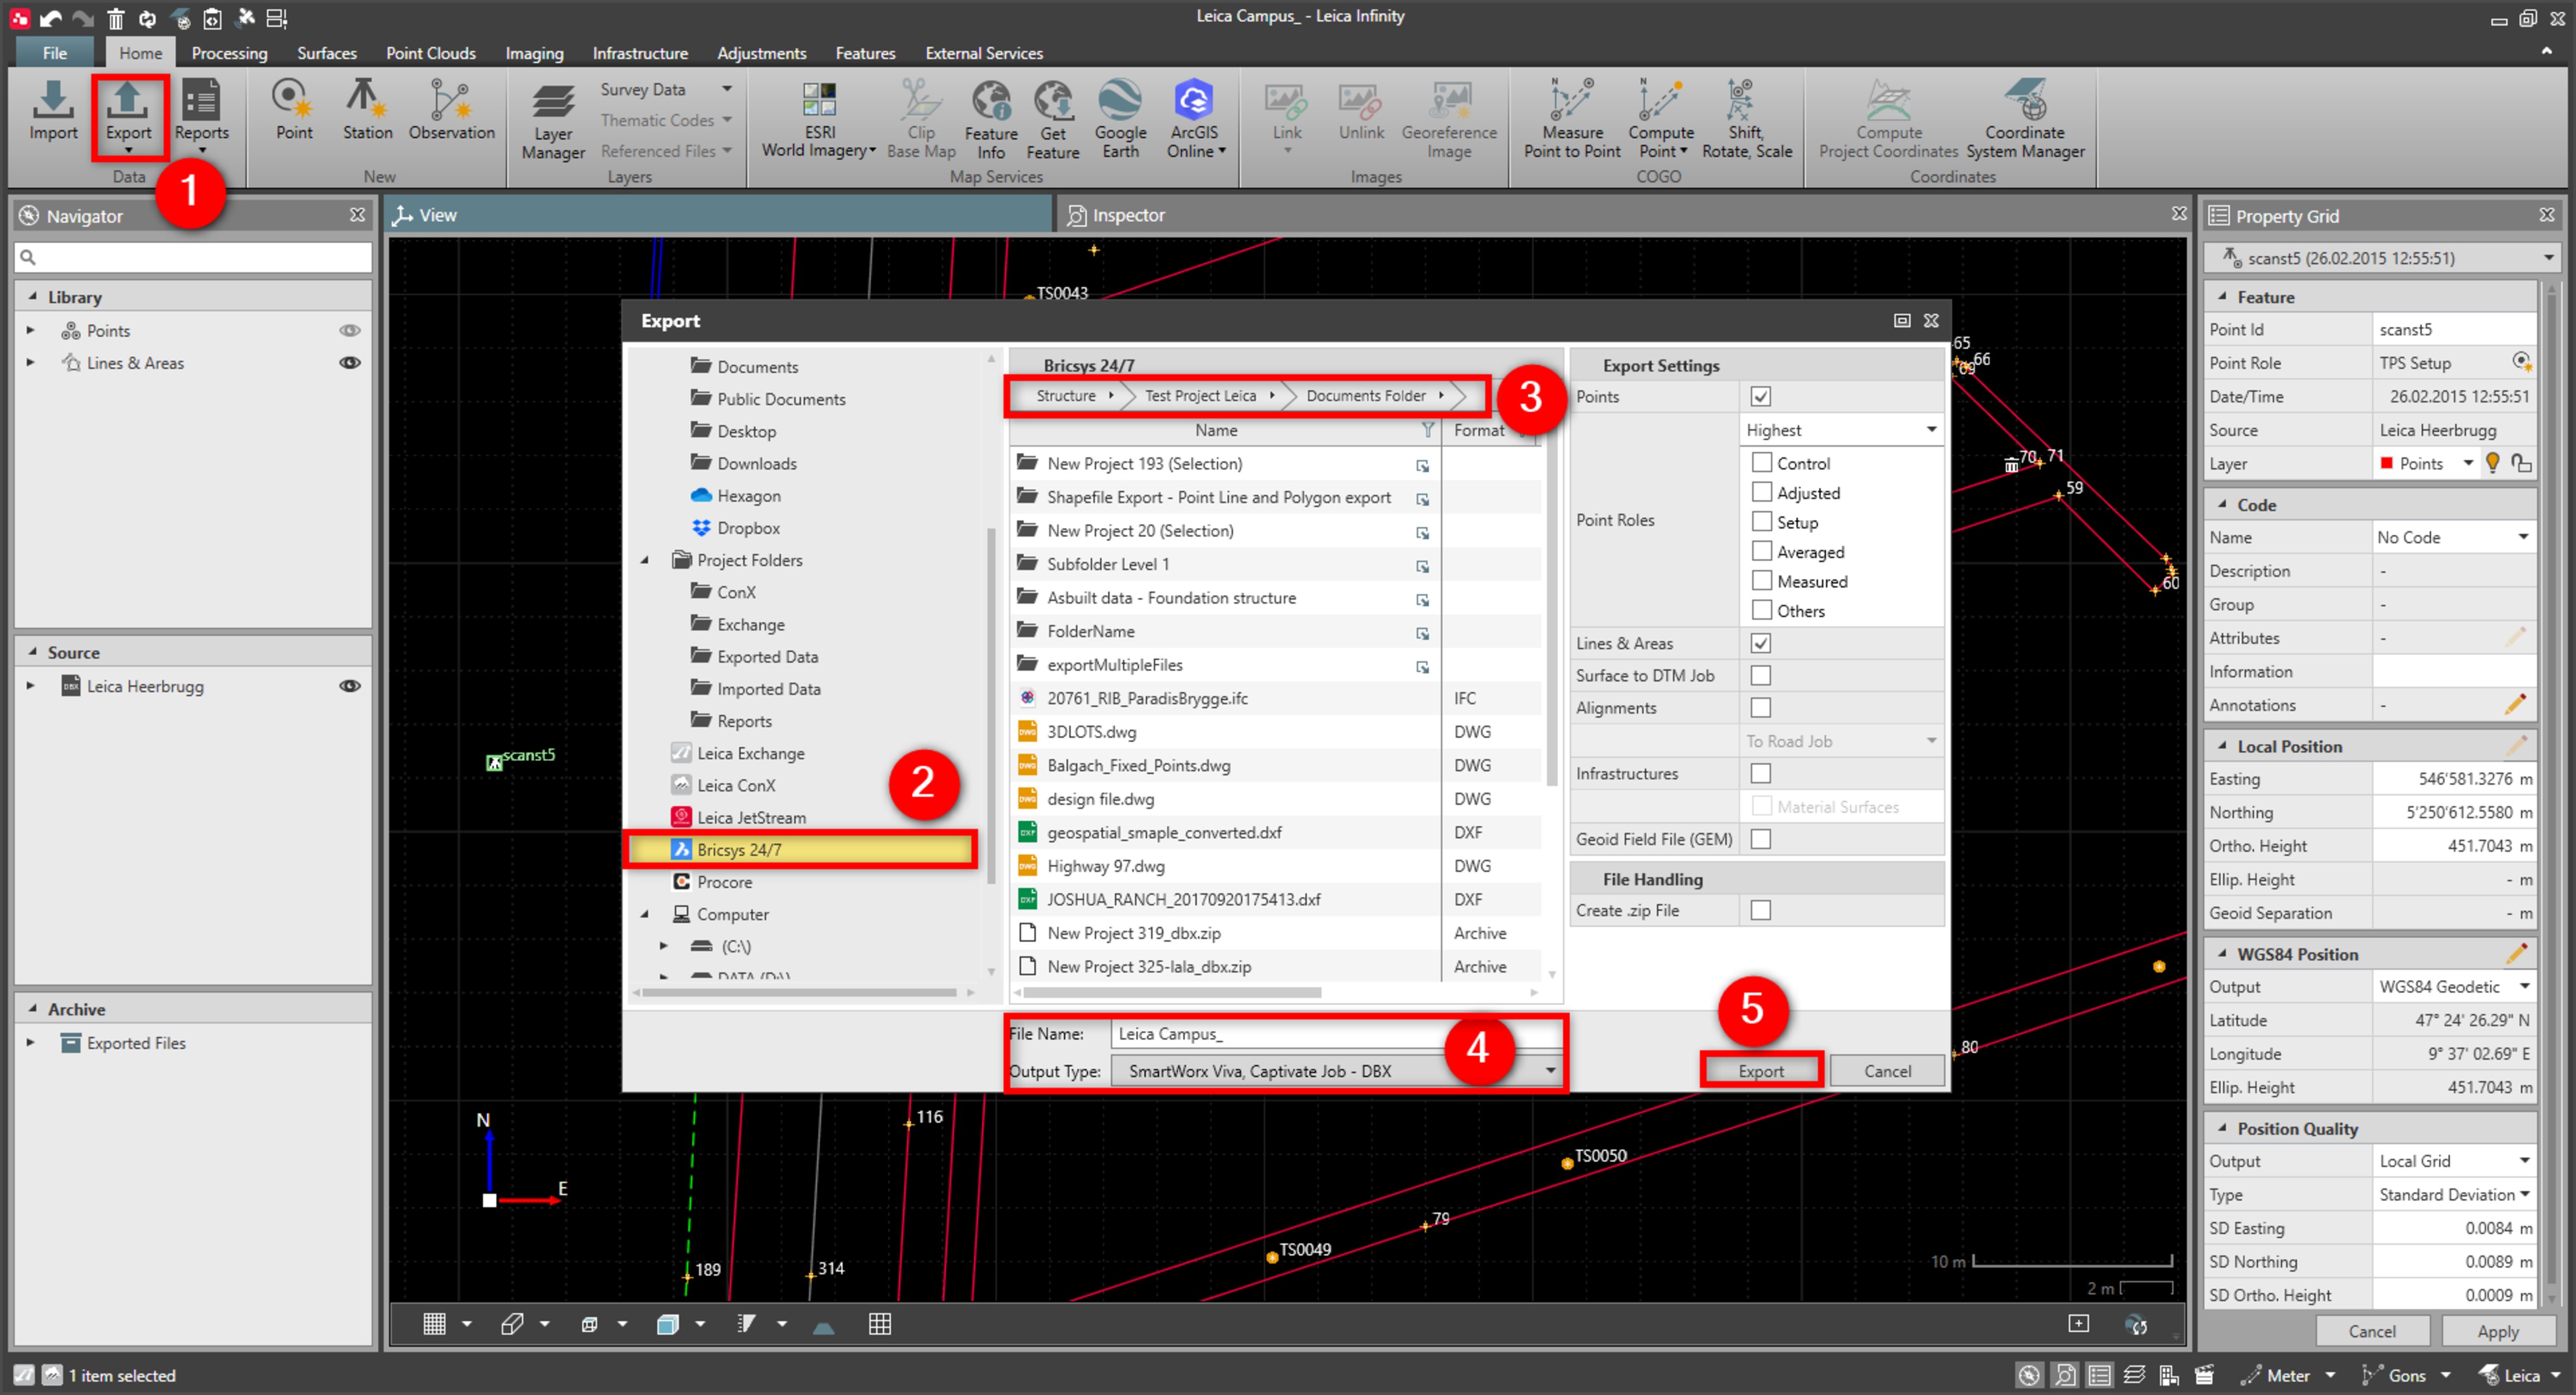 Leica Campus_ - Leica Infinity
File Home Processing Surfaces Point Clouds Imaging Infrastructure Adjustments Features External Services
Import Export Reports
Data
Point Station Observation
New
Layer Manager
Survey Data
Thematic Codes
Referenced Files
Layers
ESRI World Imagery
Clip Base Map
Feature Info
Get Feature
Google Earth
ArcGIS Online
Map Services
Link Unlink Georeference Image
Images
Measure Point to Point
Compute Point
Shift, Rotate, Scale
COGO
Compute Project Coordinates
Coordinate System Manager
Coordinates
1
Navigator
Library
Points
Lines & Areas
Source
DBX Leica Heerbrugg
Archive
Exported Files
View
Inspector
TS0043
65
66
69
70
71
59
60
scanst5
80
116
TS0050
79
TS0049
189
314
N
E
10 m
2 m
Export
Documents
Public Documents
Desktop
Downloads
Hexagon
Dropbox
Project Folders
ConX
Exchange
Exported Data
Imported Data
Reports
Leica Exchange
Leica ConX
Leica JetStream
Bricsys 24/7
Procore
Computer
(C:\)
DATA (D:\)
2
Bricsys 24/7
Structure Test Project Leica Documents Folder
3
Name Format
New Project 193 (Selection)
Shapefile Export - Point Line and Polygon export
New Project 20 (Selection)
Subfolder Level 1
Asbuilt data - Foundation structure
FolderName
exportMultipleFiles
20761_RIB_ParadisBrygge.ifc IFC
DWG 3DLOTS.dwg DWG
DWG Balgach_Fixed_Points.dwg DWG
DWG design file.dwg DWG
DXF geospatial_smaple_converted.dxf DXF
DWG Highway 97.dwg DWG
DXF JOSHUA_RANCH_20170920175413.dxf DXF
New Project 319_dbx.zip Archive
New Project 325-lala_dbx.zip Archive
File Name: Leica Campus_
Output Type: SmartWorx Viva, Captivate Job - DBX
4
Export Settings
Points
Point Roles
Highest
Control
Adjusted
Setup
Averaged
Measured
Others
Lines & Areas
Surface to DTM Job
Alignments
To Road Job
Infrastructures
Material Surfaces
Geoid Field File (GEM)
File Handling
Create .zip File
5
Export Cancel
Property Grid
scanst5 (26.02.2015 12:55:51)
Feature
Point Id scanst5
Point Role TPS Setup
Date/Time 26.02.2015 12:55:51
Source Leica Heerbrugg
Layer Points
Code
Name No Code
Description -
Group -
Attributes -
Information
Annotations -
Local Position
Easting 546'581.3276 m
Northing 5'250'612.5580 m
Ortho. Height 451.7043 m
Ellip. Height - m
Geoid Separation - m
WGS84 Position
Output WGS84 Geodetic
Latitude 47° 24' 26.29" N
Longitude 9° 37' 02.69" E
Ellip. Height 451.7043 m
Position Quality
Output Local Grid
Type Standard Deviation
SD Easting 0.0084 m
SD Northing 0.0089 m
SD Ortho. Height 0.0009 m
Cancel Apply
1 item selected
Meter Gons Leica